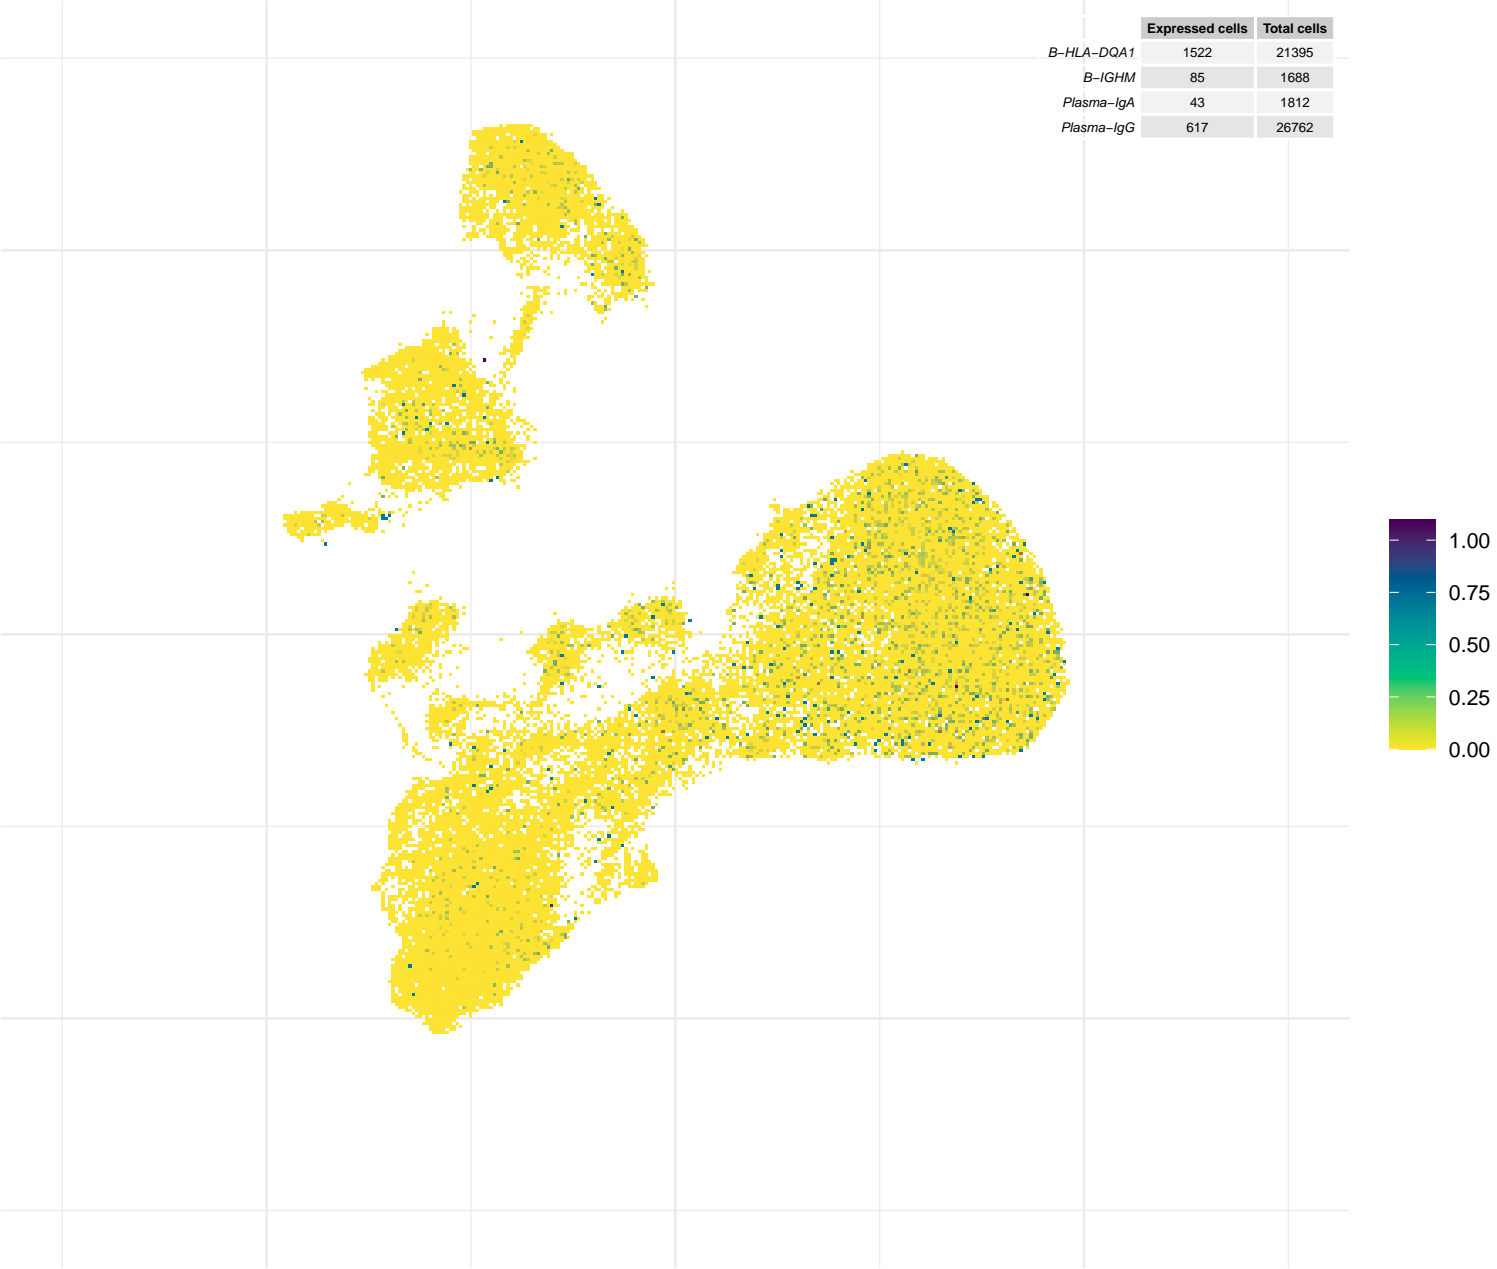 Expressed cells Total cells
B−HLA−DQA1 1522 21395
B−IGHM 85 1688
Plasma−IgA 43 1812
Plasma−IgG 617 26762
1.00
0.75
0.50
0.25
0.00